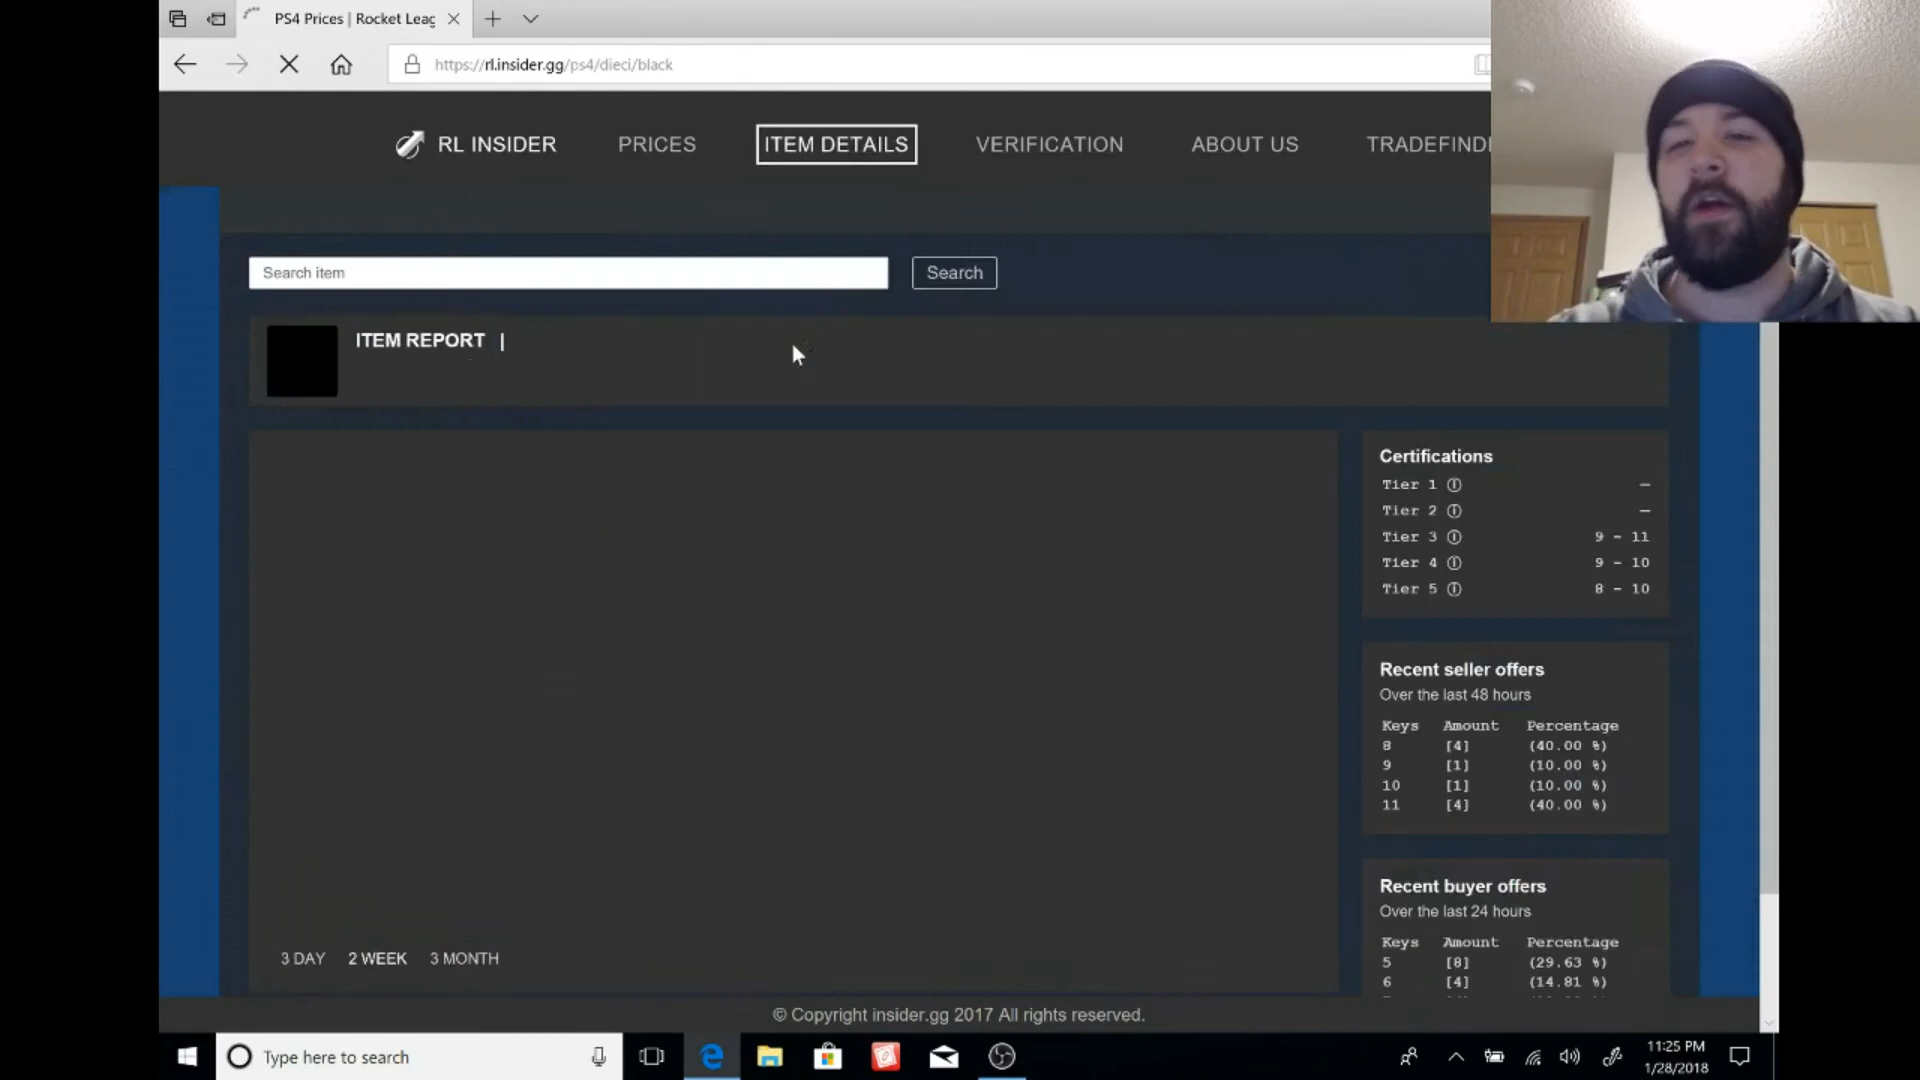 PS4 Prices | Rocket Leag
https://rl.insider.gg/ps4/dieci/black
RL INSIDER PRICES ITEM DETAILS VERIFICATION ABOUT US TRADEFINDE
Search item Search
ITEM REPORT |
Certifications
Tier 1 –
Tier 2 –
Tier 3 9 - 11
Tier 4 9 - 10
Tier 5 8 - 10
Recent seller offers
Over the last 48 hours
Keys Amount Percentage
8 [4] (40.00 %)
9 [1] (10.00 %)
10 [1] (10.00 %)
11 [4] (40.00 %)
Recent buyer offers
Over the last 24 hours
Keys Amount Percentage
5 [8] (29.63 %)
6 [4] (14.81 %)
3 DAY 2 WEEK 3 MONTH
© Copyright insider.gg 2017 All rights reserved.
Type here to search
11:25 PM
1/28/2018